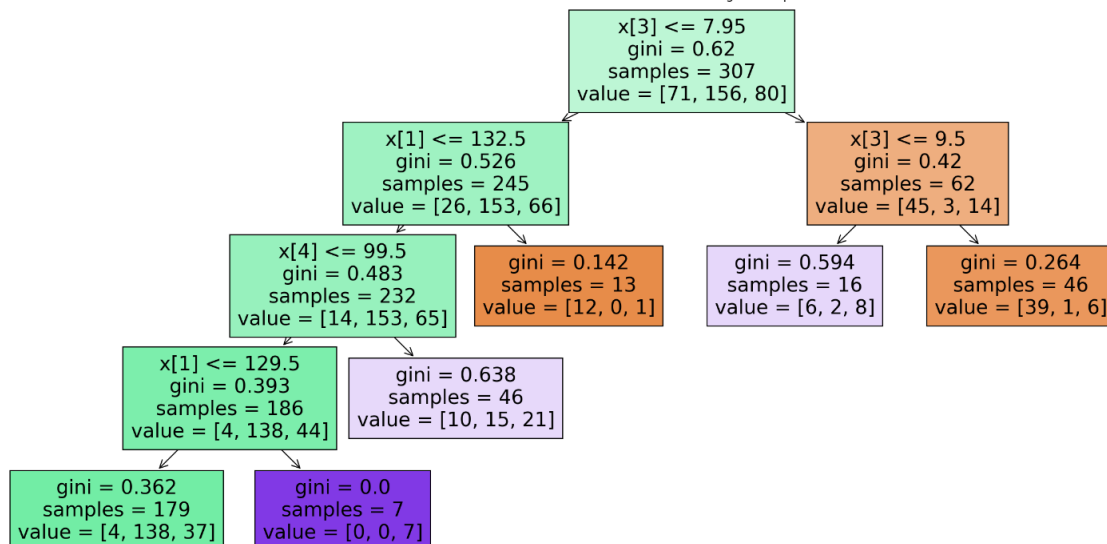 x[3] <= 7.95
gini = 0.62
samples = 307
value = [71, 156, 80]
x[1] <= 132.5
gini = 0.526
samples = 245
value = [26, 153, 66]
x[3] <= 9.5
gini = 0.42
samples = 62
value = [45, 3, 14]
x[4] <= 99.5
gini = 0.483
samples = 232
value = [14, 153, 65]
gini = 0.142
samples = 13
value = [12, 0, 1]
gini = 0.594
samples = 16
value = [6, 2, 8]
gini = 0.264
samples = 46
value = [39, 1, 6]
x[1] <= 129.5
gini = 0.393
samples = 186
value = [4, 138, 44]
gini = 0.638
samples = 46
value = [10, 15, 21]
gini = 0.362
samples = 179
value = [4, 138, 37]
gini = 0.0
samples = 7
value = [0, 0, 7]